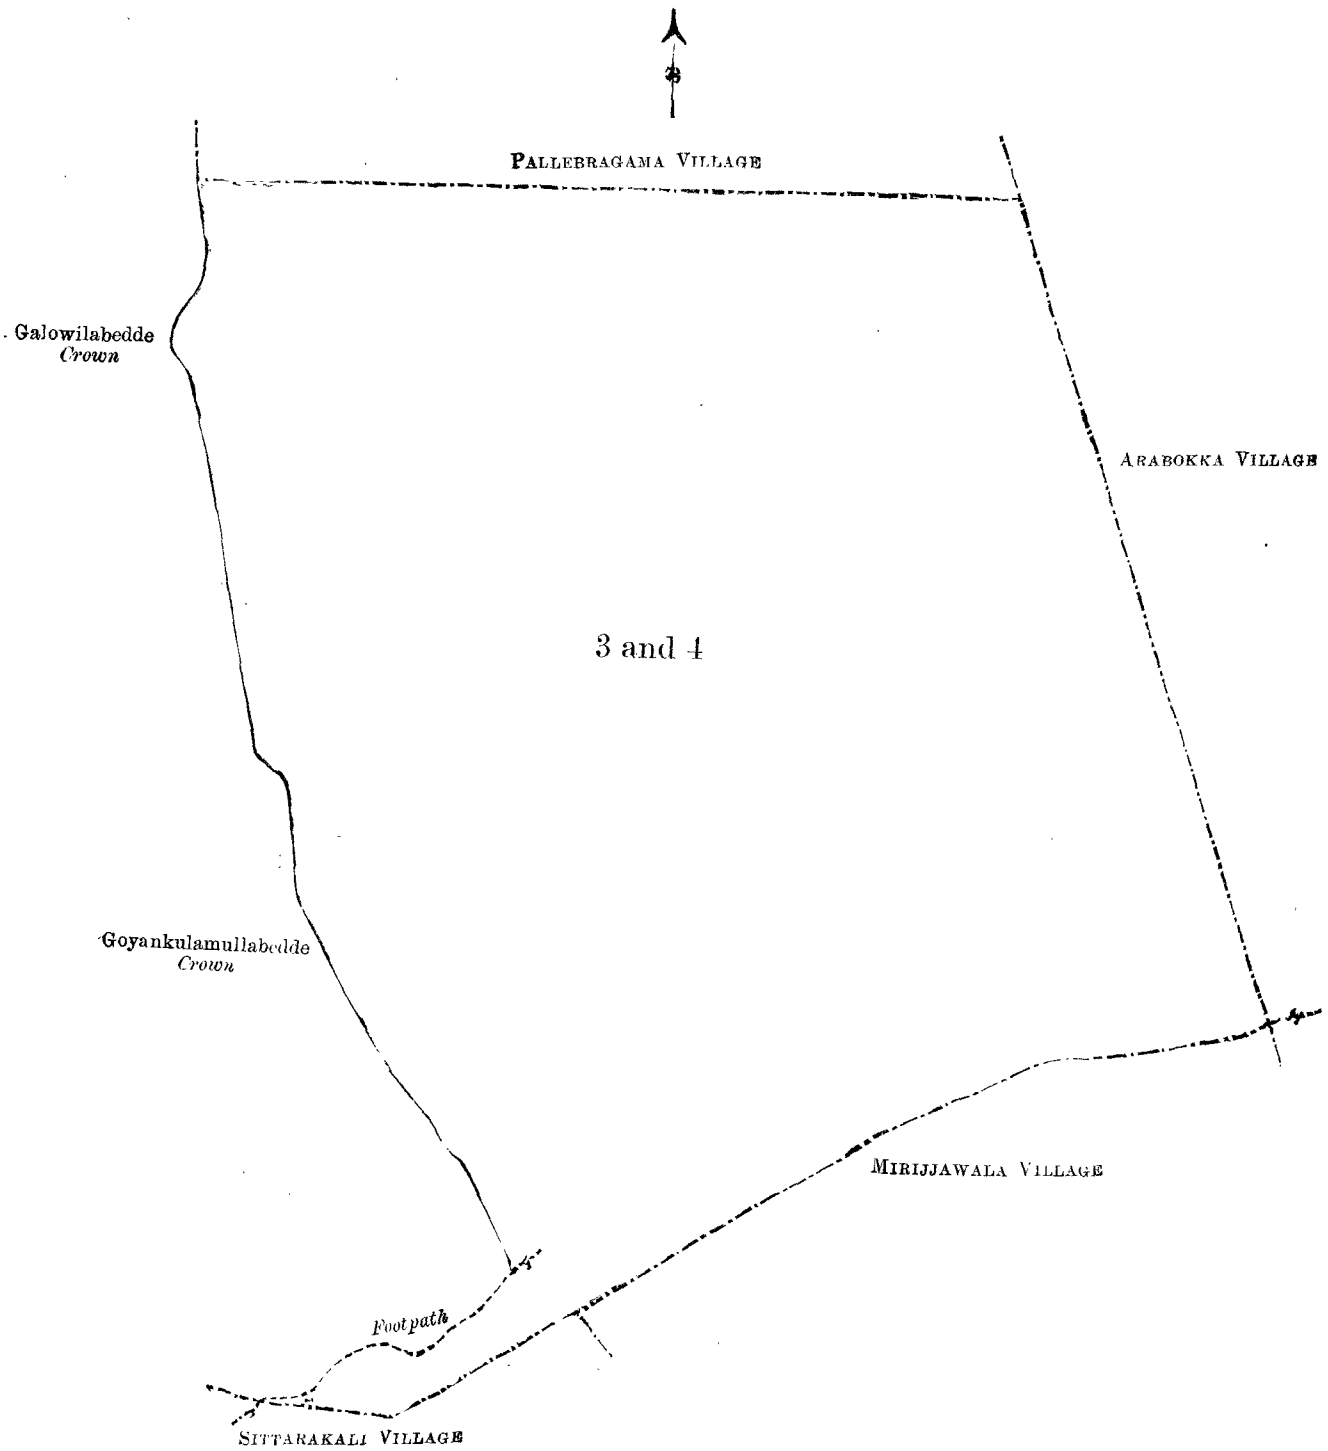 PALLEBRAGAMA VILLAGE
Galowilabedde
Crown
ARABOKKA VILLAGE
3 and 4
Goyankulamullabedde
Crown
MIRIJJAWALA VILLAGE
Footpath
SITTARAKALI VILLAGE